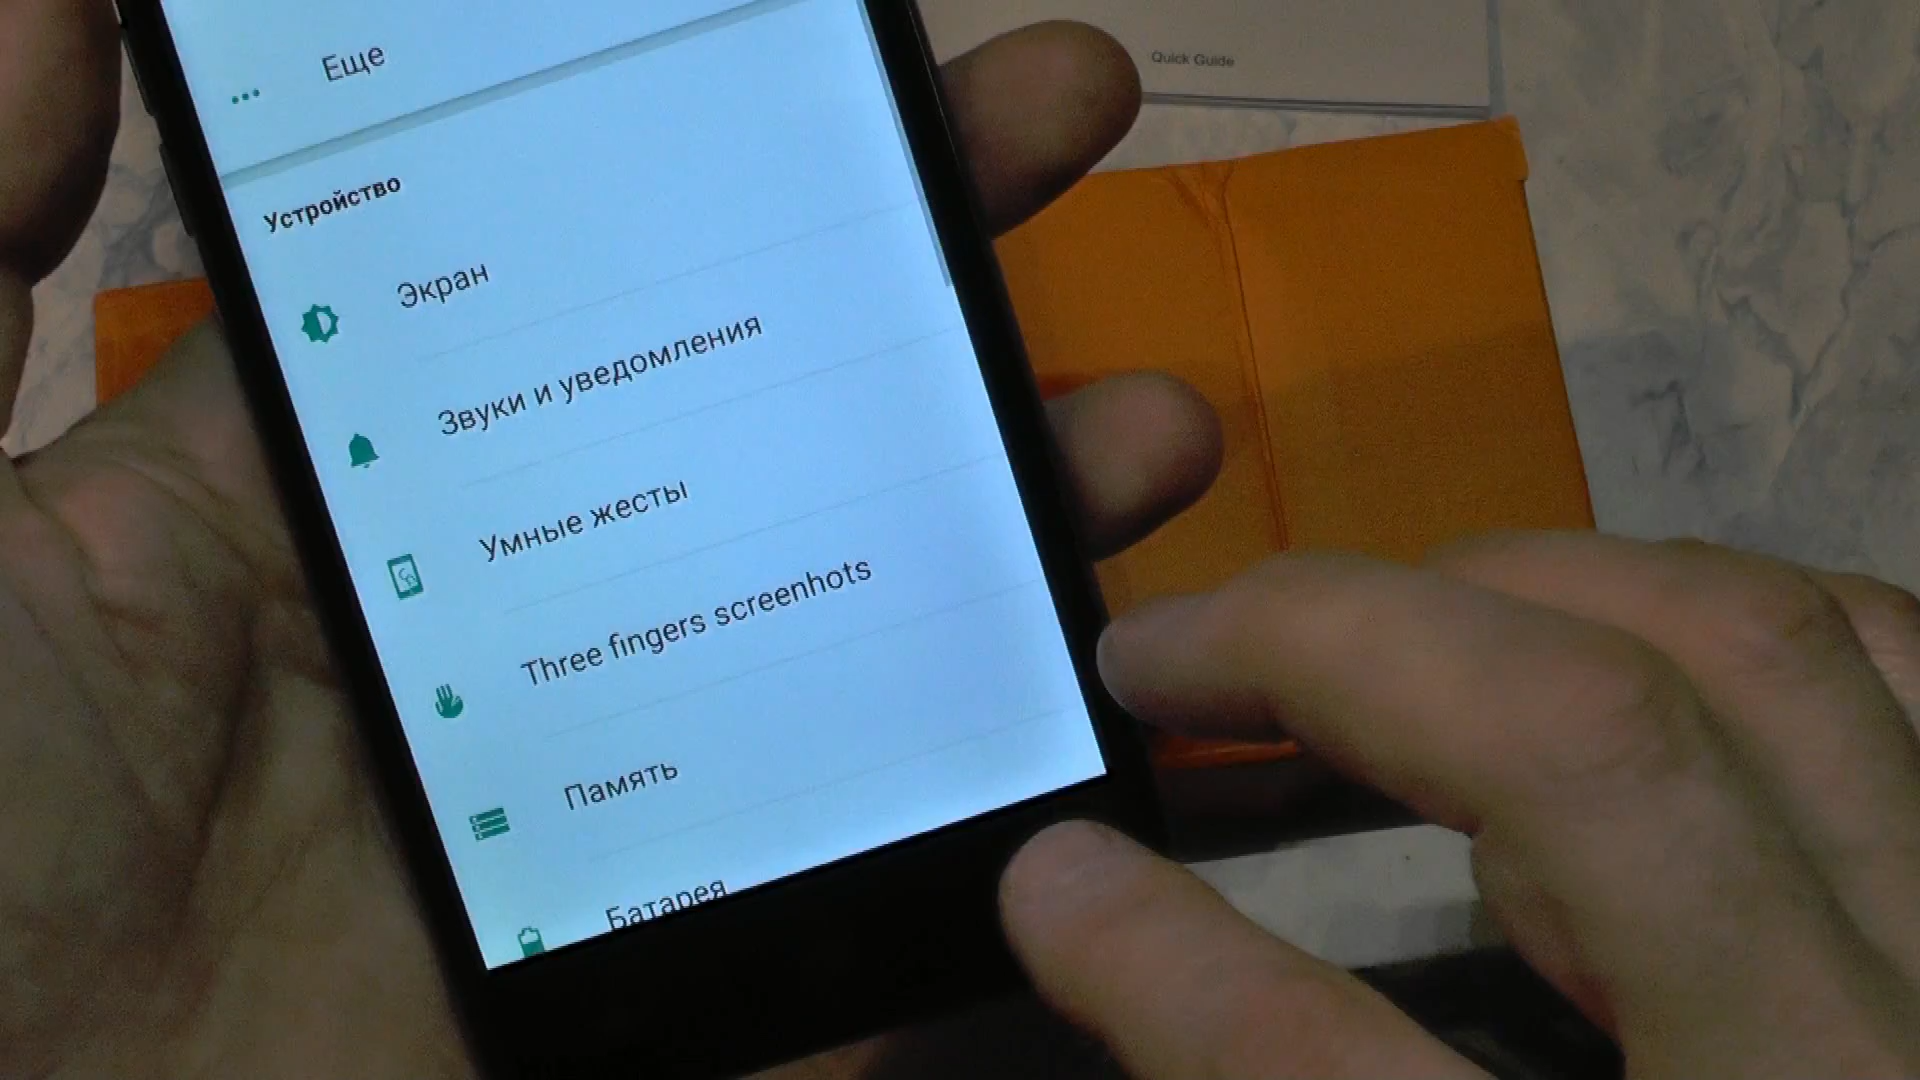 Еще
Quick Guide
Устройство
Экран
Звуки и уведомления
Умные жесты
Three fingers screenhots
Память
Батарея